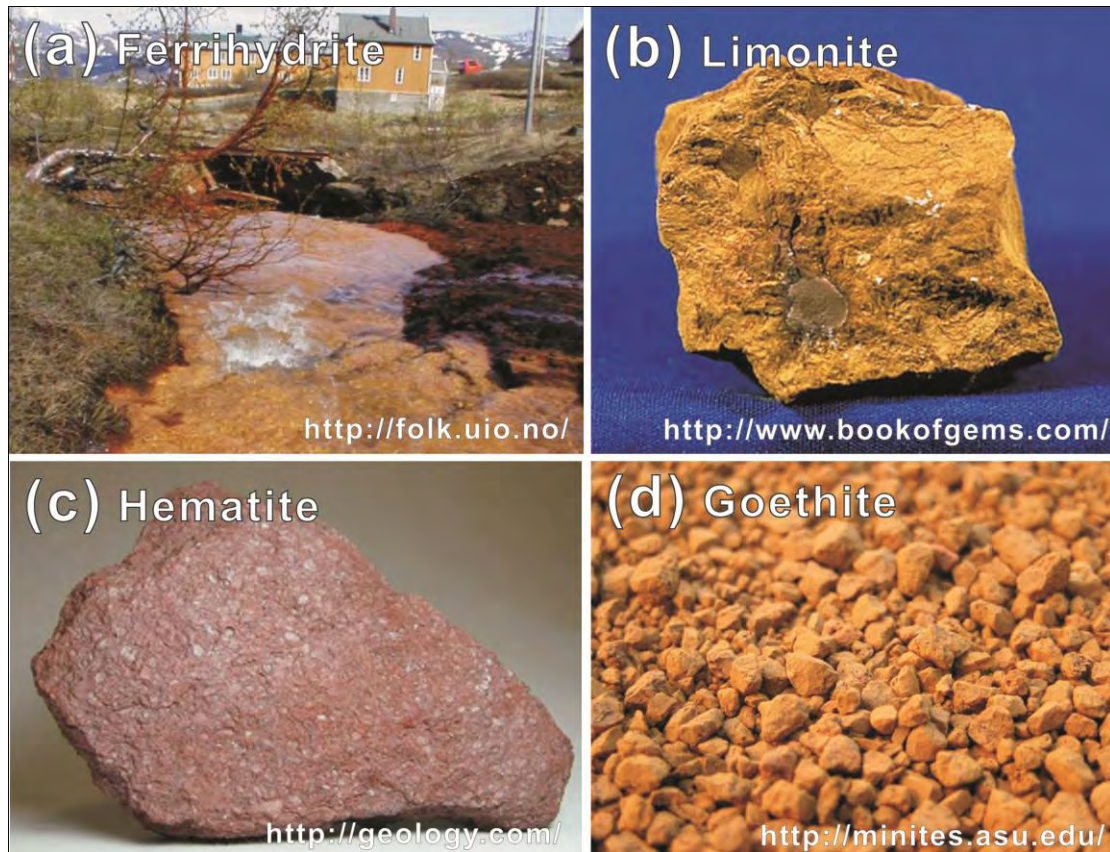 (a) Ferrihydrite
http://folk.uio.no/
(b) Limonite
http://www.bookofgems.com/
(c) Hematite
http://geology.com/
(d) Goethite
http://minites.asu.edu/